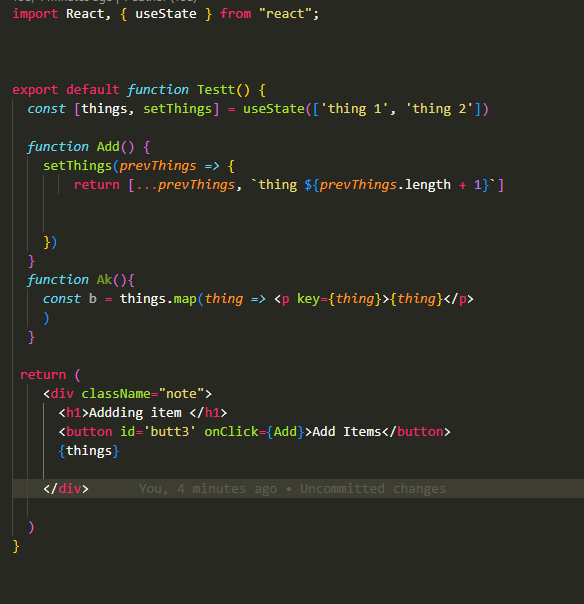 import React, { useState } from "react";
export default function Testt() {
const [things, setThings] = useState(['thing 1', 'thing 2'])
function Add() {
setThings(prevThings => {
return [...prevThings, `thing ${prevThings.length + 1}`]
})
}
function Ak(){
const b = things.map(thing => <p key={thing}>{thing}</p>
)
}
return (
<div className="note">
<h1>Addding item </h1>
<button id='butt3' onClick={Add}>Add Items</button>
{things}
</div> You, 4 minutes ago • Uncommitted changes
)
}